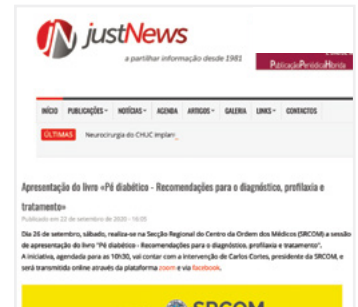 justNews
a partilhar informação desde 1981
PublicaçãoPeriódicaHíbrida
INÍCIO PUBLICAÇÕES NOTÍCIAS AGENDA ARTIGOS GALERIA LINKS CONTACTOS
ÚLTIMAS Neurocirurgia do CHUC implan_
Apresentação do livro «Pé diabético - Recomendações para o diagnóstico, profilaxia e
tratamento»
Publicado em 22 de setembro de 2020 - 16:05
Dia 26 de setembro, sábado, realiza-se na Secção Regional do Centro da Ordem dos Médicos (SRCOM) a sessão
de apresentação do livro "Pé diabético - Recomendações para o diagnóstico, profilaxia e tratamento".
A iniciativa, agendada para as 10h30, vai contar com a intervenção de Carlos Cortes, presidente da SRCOM, e
será transmitida online através da plataforma zoom e via facebook.
SRCOM